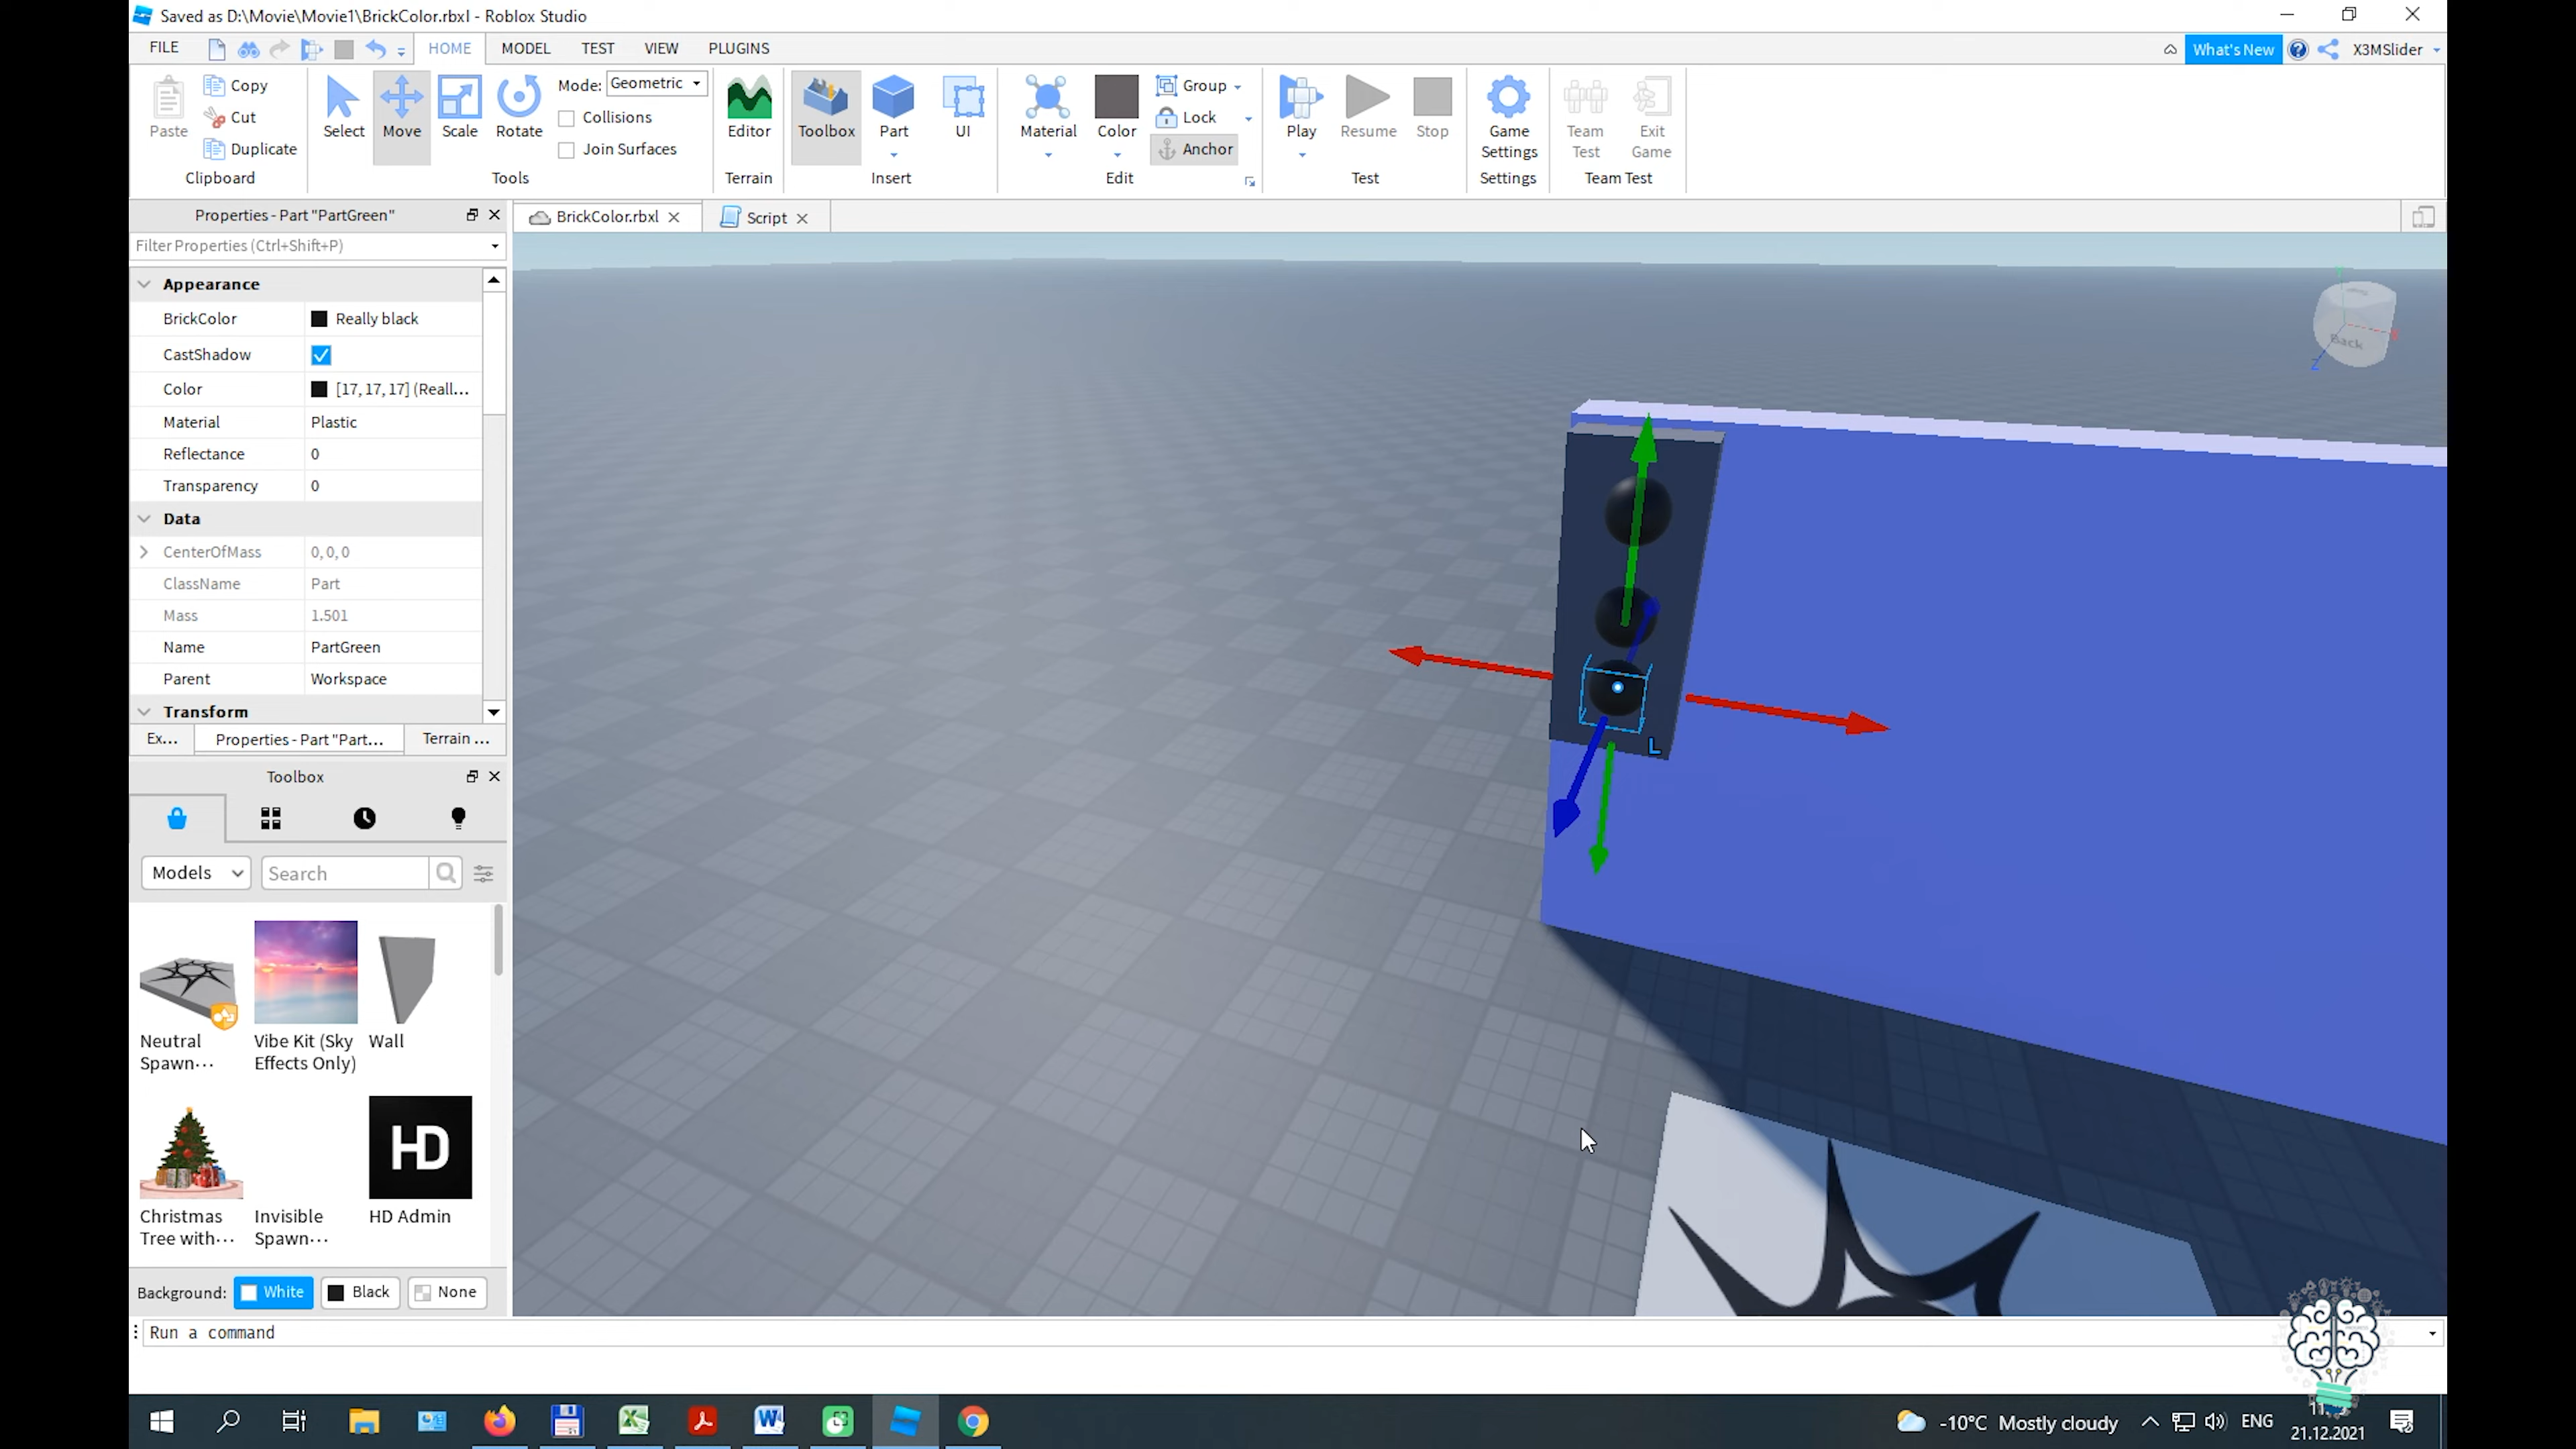 Saved as D:\Movie\Movie1\BrickColor.rbxl - Roblox Studio
FILE HOME MODEL TEST VIEW PLUGINS What's New X3MSlider
Paste Copy Cut Duplicate
Clipboard
Select Move Scale Rotate
Mode: Geometric
Collisions
Join Surfaces
Tools
Editor
Terrain
Toolbox Part UI
Insert
Material Color Group Lock Anchor
Edit
Play Resume Stop
Test
Game Settings
Settings
Team Test Exit Game
Team Test
Properties - Part "PartGreen"
BrickColor.rbxl Script
Filter Properties (Ctrl+Shift+P)
Appearance
BrickColor Really black
CastShadow
Color [17, 17, 17] (Reall...
Material Plastic
Reflectance 0
Transparency 0
Data
CenterOfMass 0, 0, 0
ClassName Part
Mass 1.501
Name PartGreen
Parent Workspace
Transform
Ex... Properties - Part "Part... Terrain ...
Toolbox
Models Search
Neutral Spawn...
Vibe Kit (Sky Effects Only)
Wall
HD
Christmas Tree with...
Invisible Spawn...
HD Admin
Background: White Black None
Back
Z
L
Run a command
-10°C Mostly cloudy ENG
21.12.2021